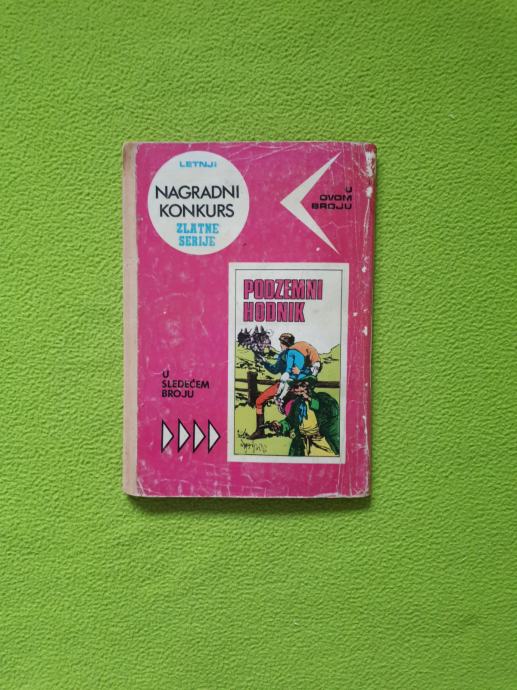 LETNJI
NAGRADNI
KONKURS
ZLATNE
SERIJE
U
OVOM
BROJU
PODZEMNI
HODNIK
U
SLEDEĆEM
BROJU